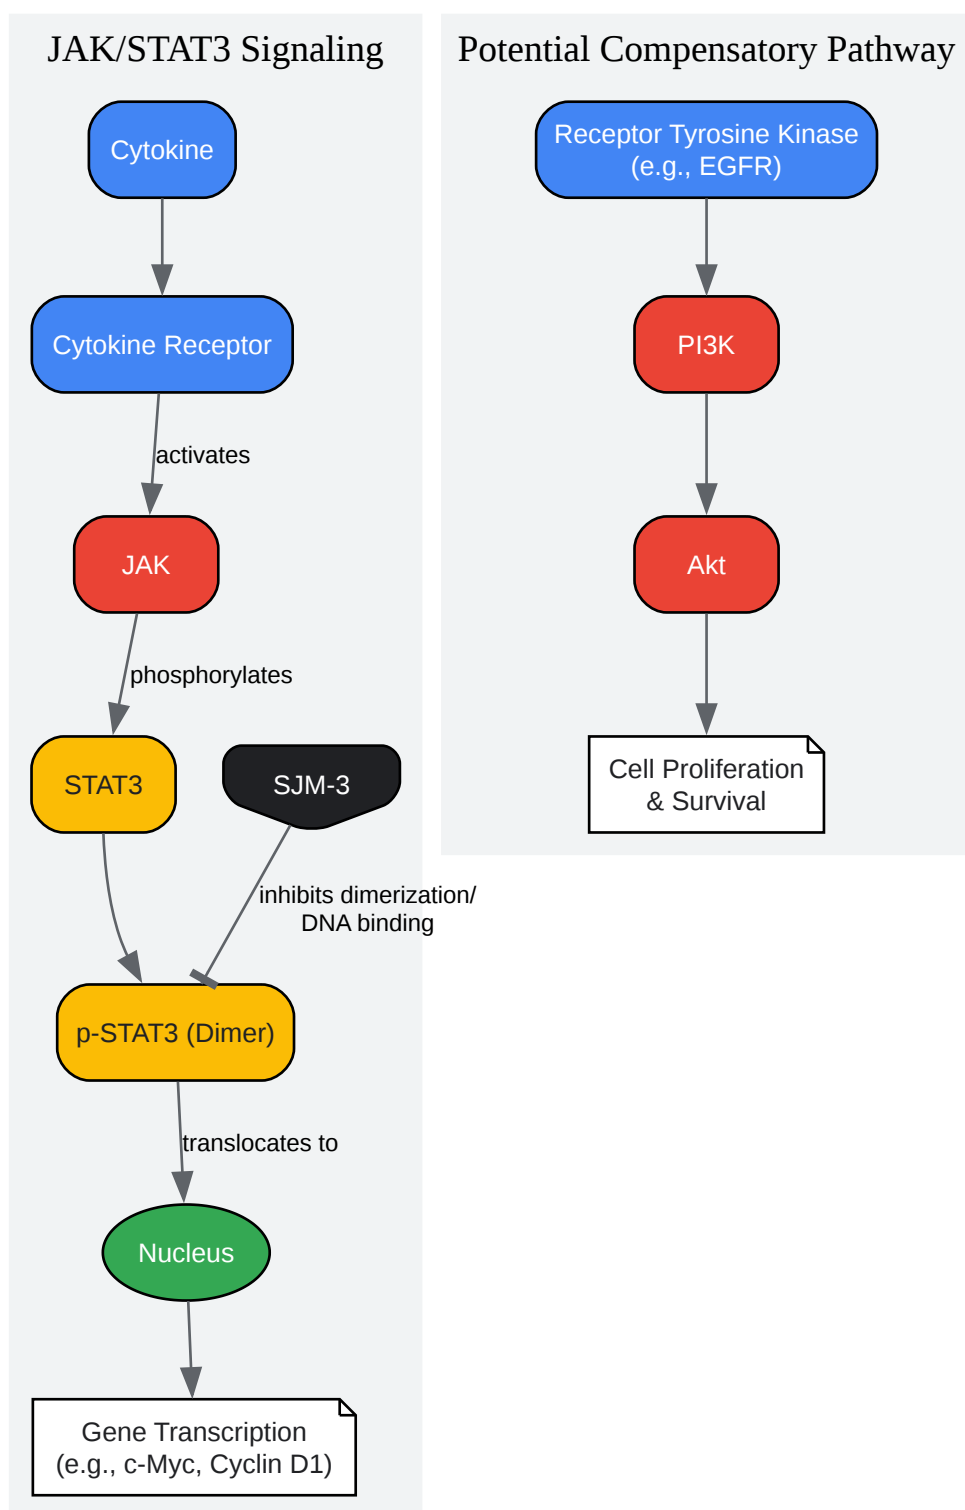 JAK/STAT3 Signaling
Cytokine
Cytokine Receptor
activates
JAK
phosphorylates
STAT3
SJM-3
inhibits dimerization/
DNA binding
p-STAT3 (Dimer)
translocates to
Nucleus
Gene Transcription
(e.g., c-Myc, Cyclin D1)
Potential Compensatory Pathway
Receptor Tyrosine Kinase
(e.g., EGFR)
PI3K
Akt
Cell Proliferation
& Survival